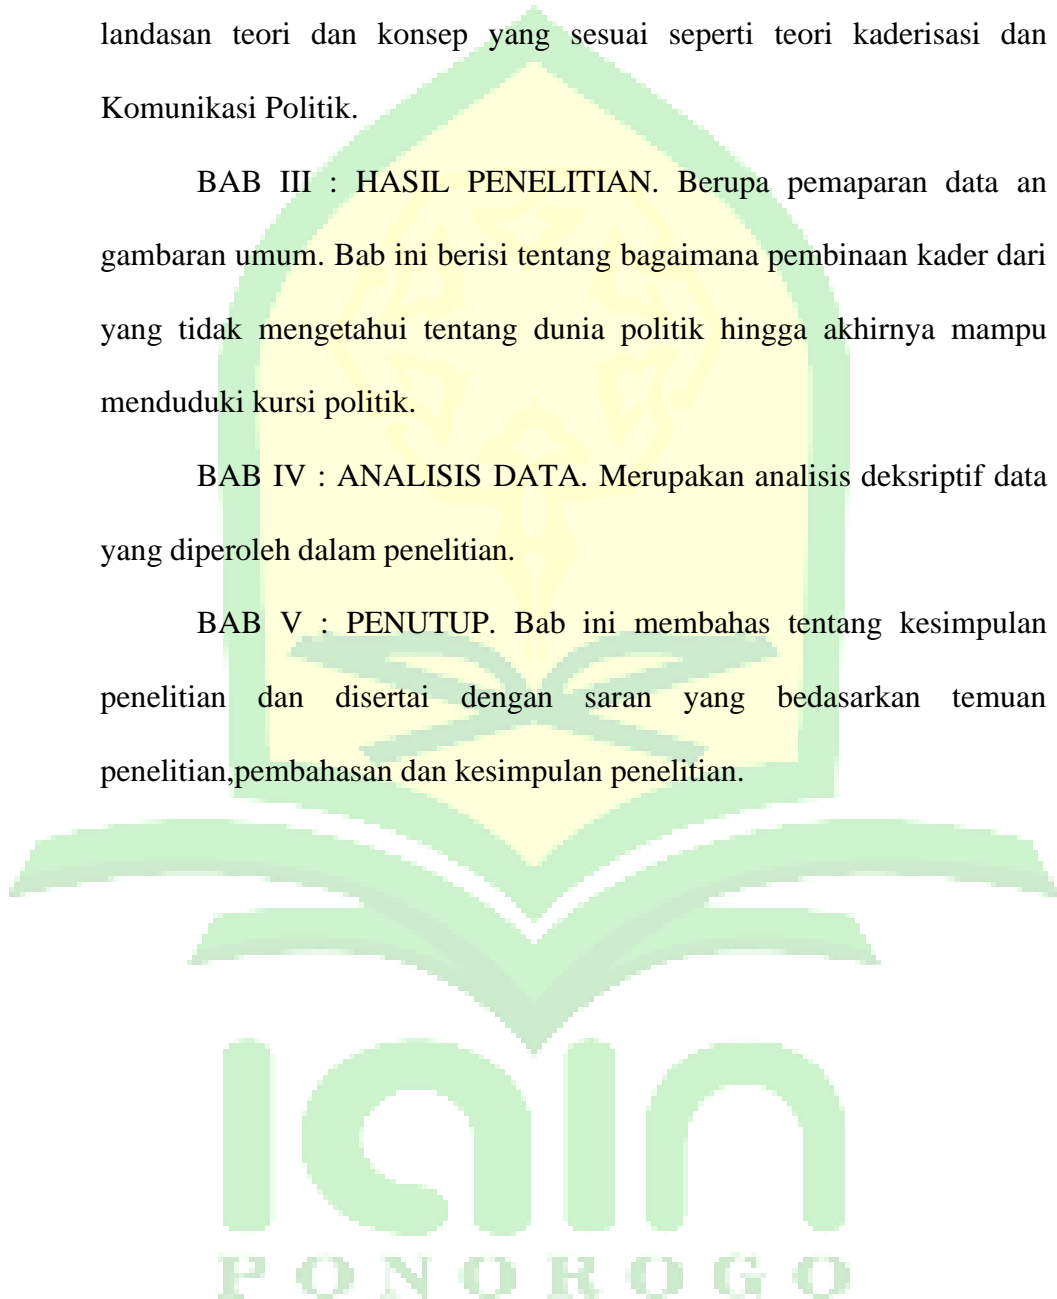 landasan teori dan konsep yang sesuai seperti teori kaderisasi dan
Komunikasi Politik.
BAB III : HASIL PENELITIAN. Berupa pemaparan data an
gambaran umum. Bab ini berisi tentang bagaimana pembinaan kader dari
yang tidak mengetahui tentang dunia politik hingga akhirnya mampu
menduduki kursi politik.
BAB IV : ANALISIS DATA. Merupakan analisis deksriptif data
yang diperoleh dalam penelitian.
BAB V : PENUTUP. Bab ini membahas tentang kesimpulan
penelitian dan disertai dengan saran yang bedasarkan temuan
penelitian,pembahasan dan kesimpulan penelitian.
iain
PONOROGO